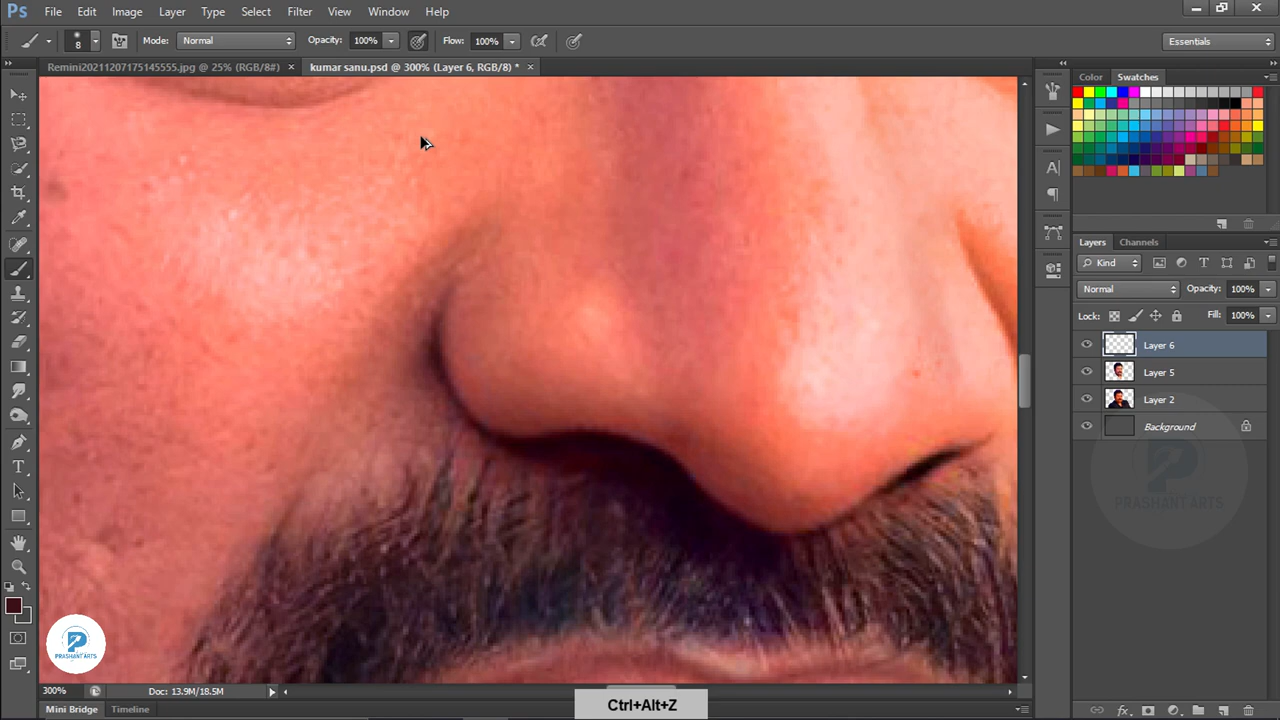 Ps File Edit Image Layer Type Select Filter View Window Help
8 Mode: Normal Opacity: 100% Flow: 100% Essentials
Remini20211207175145555.jpg @ 25% (RGB/8#) × kumar sanu.psd @ 300% (Layer 6, RGB/8) * ×
Color Swatches
Layers Channels
Kind
Normal Opacity: 100%
Lock: Fill: 100%
Layer 6
Layer 5
Layer 2
Background
PRASHANT ARTS
PRASHANT ARTS
300% Doc: 13.9M/18.5M
Ctrl+Alt+Z
Mini Bridge Timeline